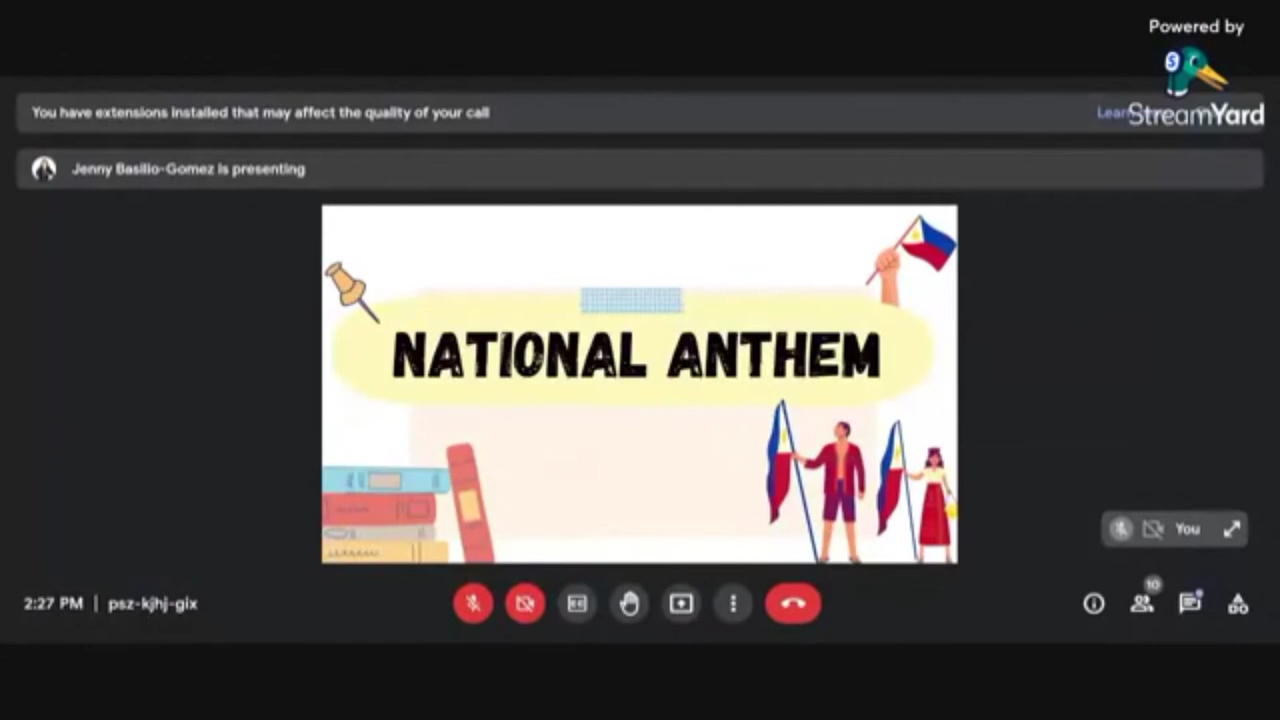 Powered by
StreamYard
You have extensions installed that may affect the quality of your call
Lear
Jenny Basilio-Gomez is presenting
NATIONAL ANTHEM
You
2:27 PM | psz-kjhj-gix
10